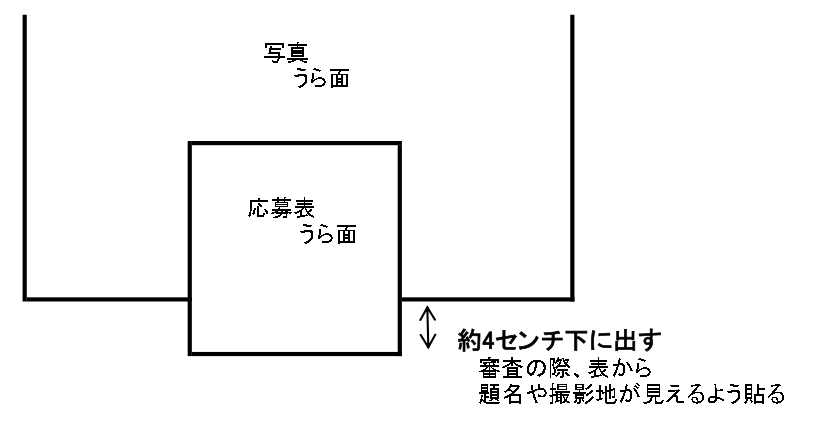 写真
うら面
応募表
うら面
約4センチ下に出す
審査の際、表から
題名や撮影地が見えるよう貼る